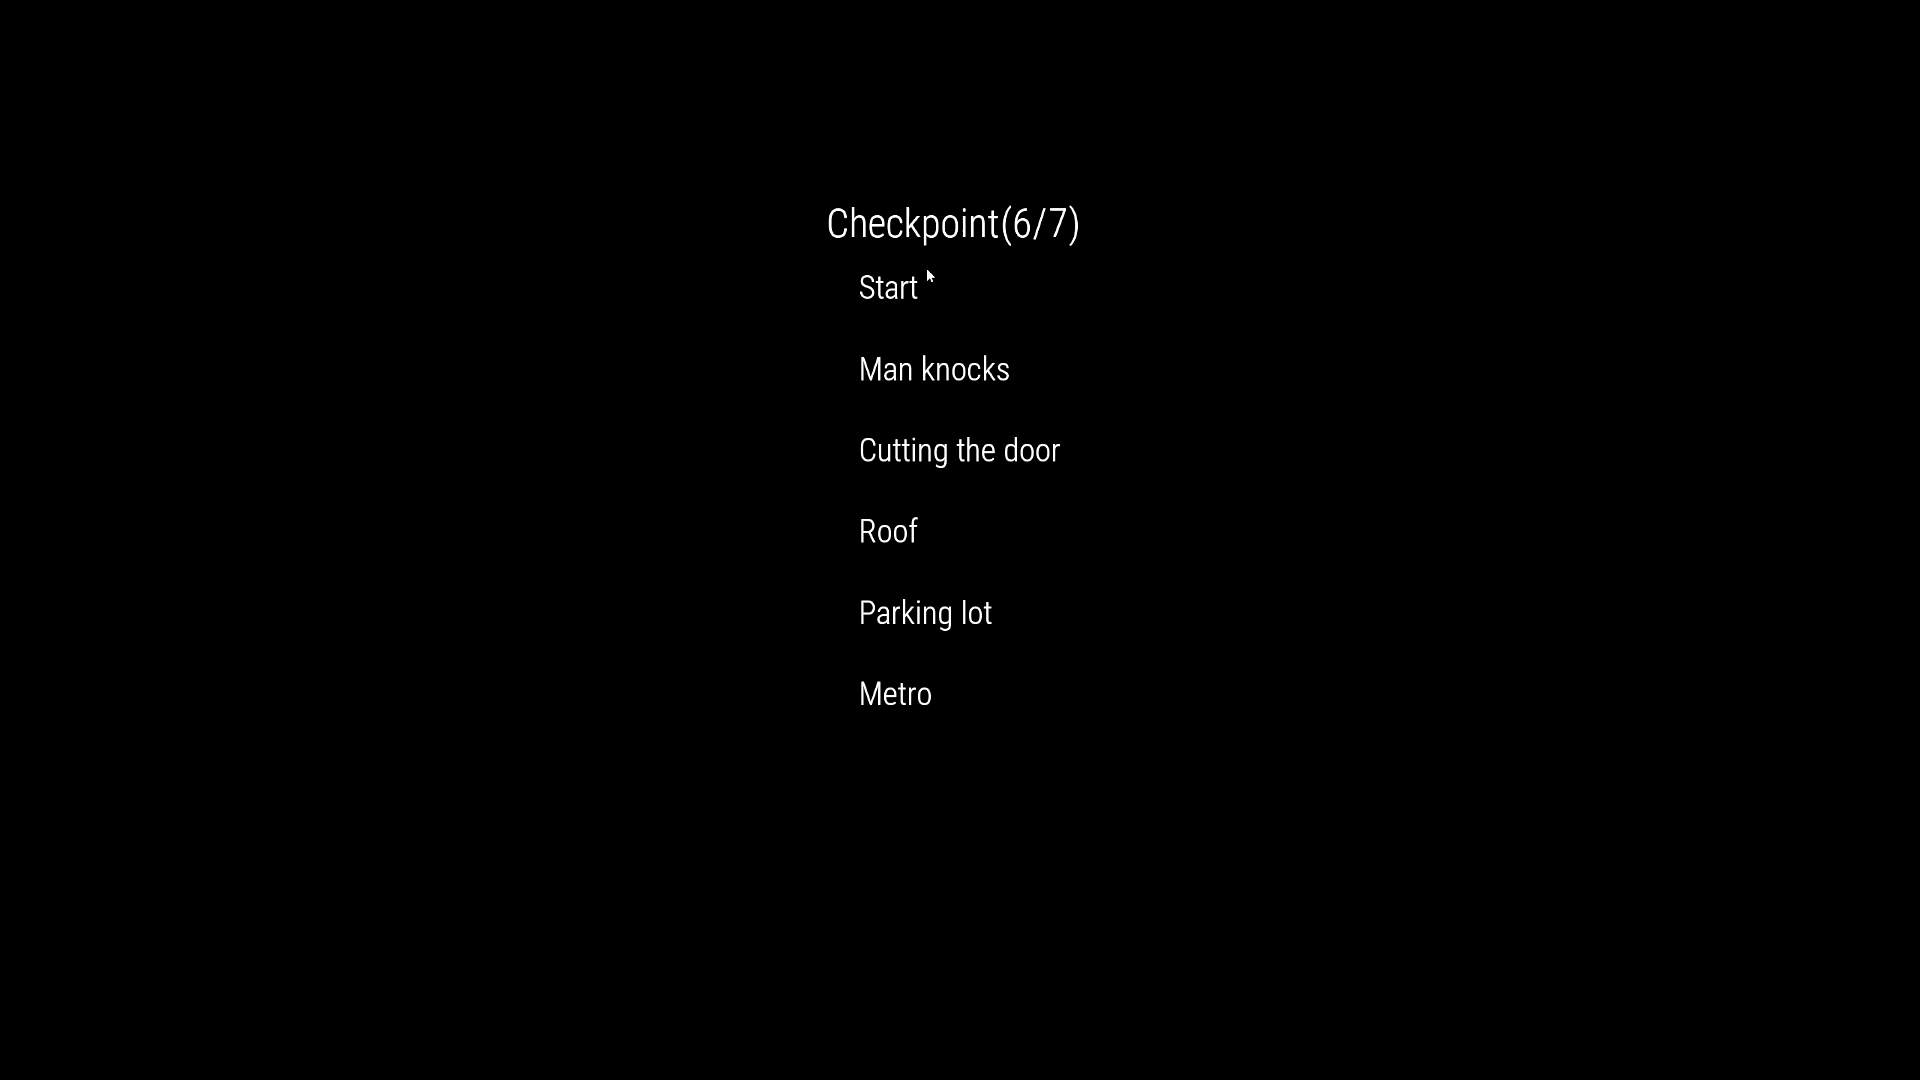 Checkpoint(6/7)
Start
Man knocks
Cutting the door
Roof
Parking lot
Metro